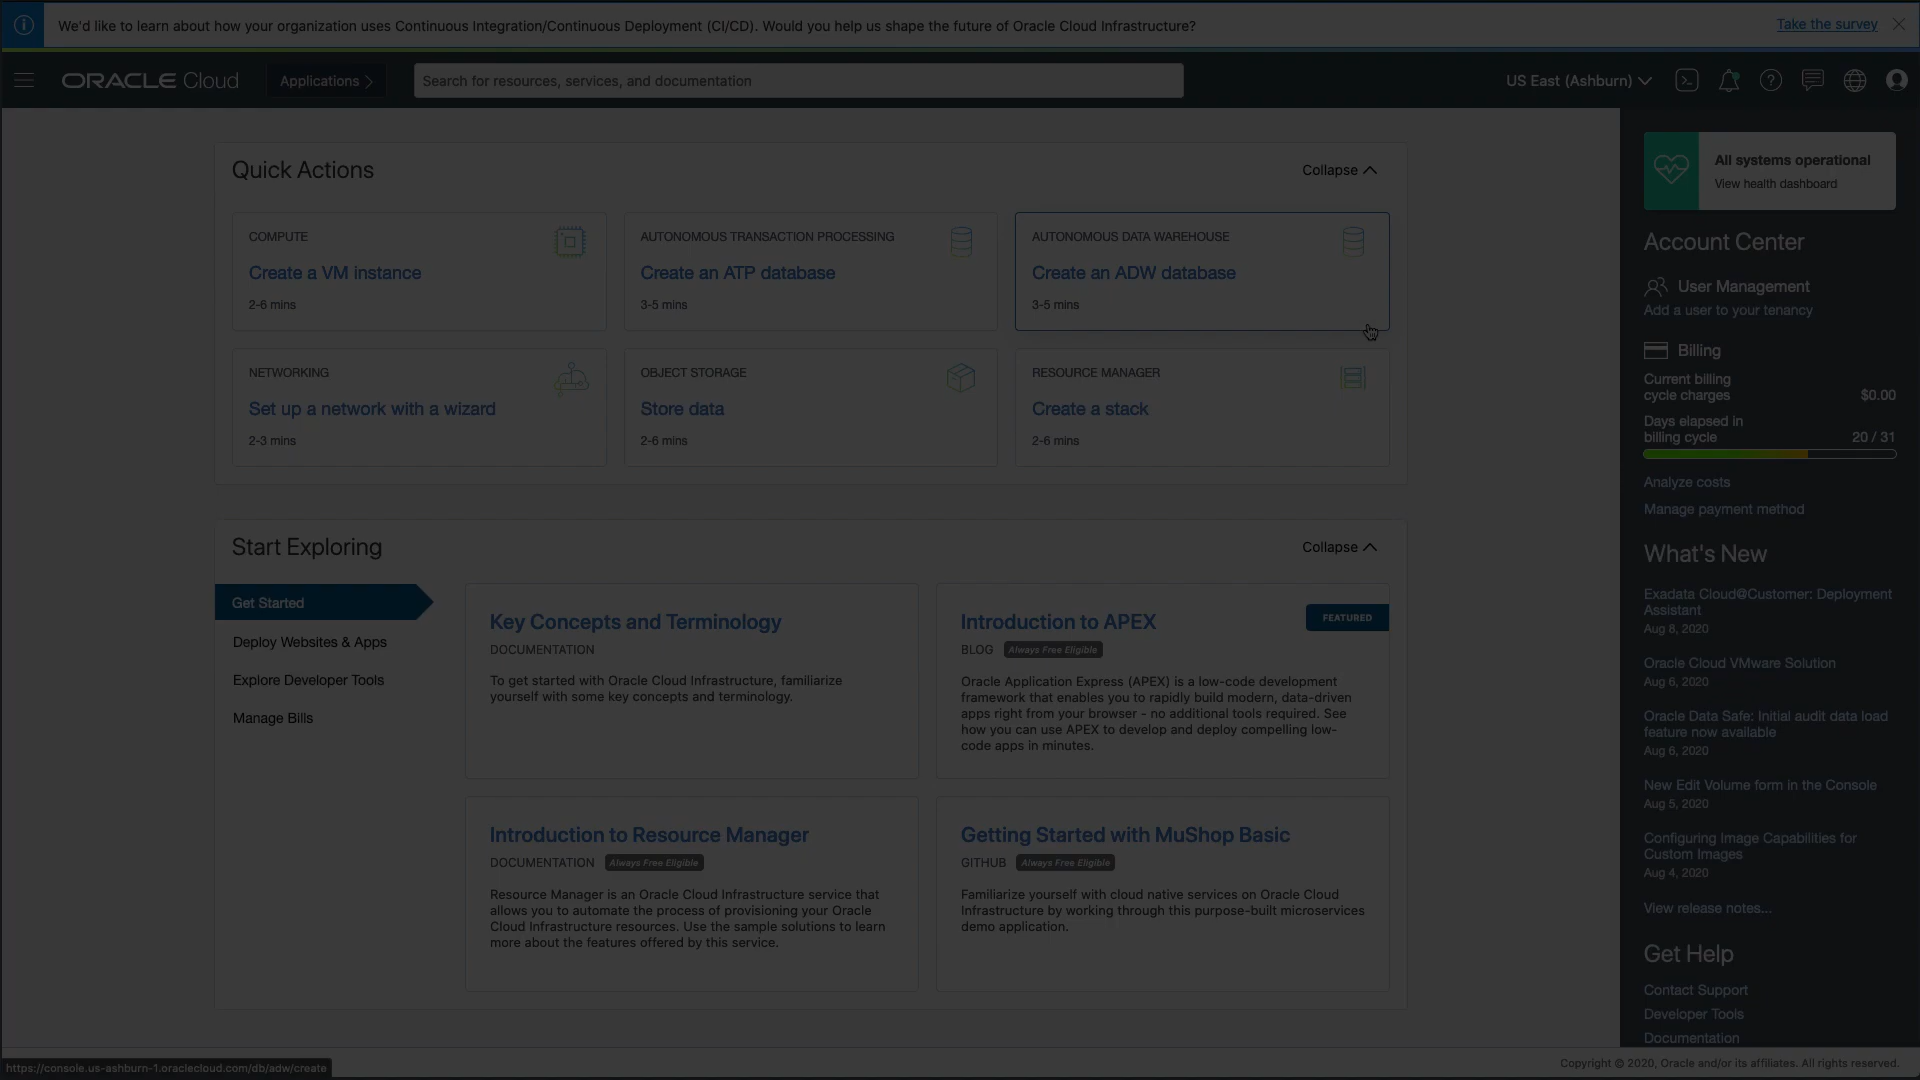 We'd like to learn about how your organization uses Continuous Integration/Continuous Deployment (CI/CD). Would you help us shape the future of Oracle Cloud Infrastructure?
Take the survey
ORACLE Cloud
Applications
Search for resources, services, and documentation
US East (Ashburn)
Quick Actions
Collapse
COMPUTE
Create a VM instance
2-6 mins
AUTONOMOUS TRANSACTION PROCESSING
Create an ATP database
3-5 mins
AUTONOMOUS DATA WAREHOUSE
Create an ADW database
3-5 mins
NETWORKING
Set up a network with a wizard
2-3 mins
OBJECT STORAGE
Store data
2-6 mins
RESOURCE MANAGER
Create a stack
2-6 mins
Start Exploring
Collapse
Get Started
Deploy Websites & Apps
Explore Developer Tools
Manage Bills
Key Concepts and Terminology
DOCUMENTATION
To get started with Oracle Cloud Infrastructure, familiarize
yourself with some key concepts and terminology.
Introduction to APEX
FEATURED
BLOG Always Free Eligible
Oracle Application Express (APEX) is a low-code development
framework that enables you to rapidly build modern, data-driven
apps right from your browser - no additional tools required. See
how you can use APEX to develop and deploy compelling low-
code apps in minutes.
Introduction to Resource Manager
DOCUMENTATION Always Free Eligible
Resource Manager is an Oracle Cloud Infrastructure service that
allows you to automate the process of provisioning your Oracle
Cloud Infrastructure resources. Use the sample solutions to learn
more about the features offered by this service.
Getting Started with MuShop Basic
GITHUB Always Free Eligible
Familiarize yourself with cloud native services on Oracle Cloud
Infrastructure by working through this purpose-built microservices
demo application.
All systems operational
View health dashboard
Account Center
User Management
Add a user to your tenancy
Billing
Current billing
cycle charges $0.00
Days elapsed in
billing cycle 20 / 31
Analyze costs
Manage payment method
What's New
Exadata Cloud@Customer: Deployment
Assistant
Aug 8, 2020
Oracle Cloud VMware Solution
Aug 6, 2020
Oracle Data Safe: Initial audit data load
feature now available
Aug 6, 2020
New Edit Volume form in the Console
Aug 5, 2020
Configuring Image Capabilities for
Custom Images
Aug 4, 2020
View release notes...
Get Help
Contact Support
Developer Tools
Documentation
https://console.us-ashburn-1.oraclecloud.com/db/adw/create
Copyright © 2020, Oracle and/or its affiliates. All rights reserved.